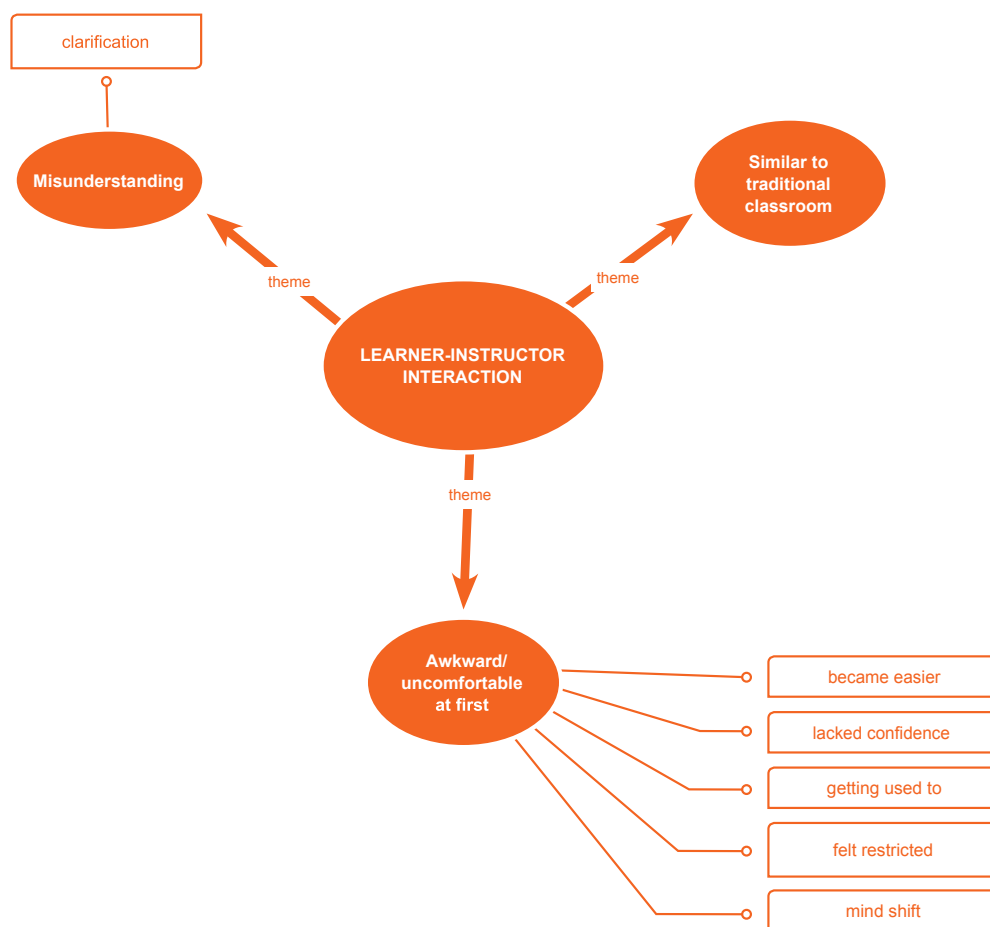 clarification
Misunderstanding
Similar to
traditional
classroom
theme
theme
LEARNER-INSTRUCTOR
INTERACTION
theme
Awkward/
uncomfortable
at first
became easier
lacked confidence
getting used to
felt restricted
mind shift